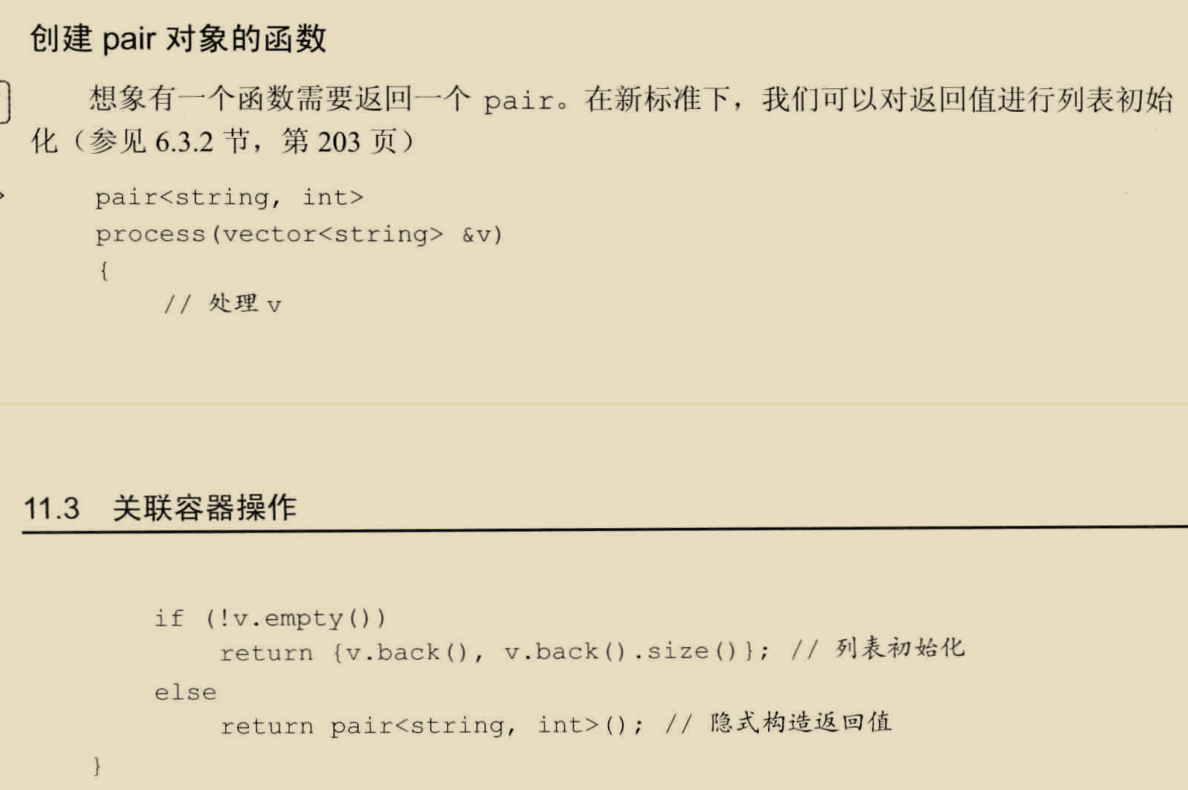 创建 pair 对象的函数
想象有一个函数需要返回一个 pair。在新标准下，我们可以对返回值进行列表初始
化（参见 6.3.2 节，第 203 页）
pair<string, int>
process(vector<string> &v)
{
// 处理 v
11.3 关联容器操作
if (!v.empty())
return {v.back(), v.back().size()}; // 列表初始化
else
return pair<string, int>(); // 隐式构造返回值
}